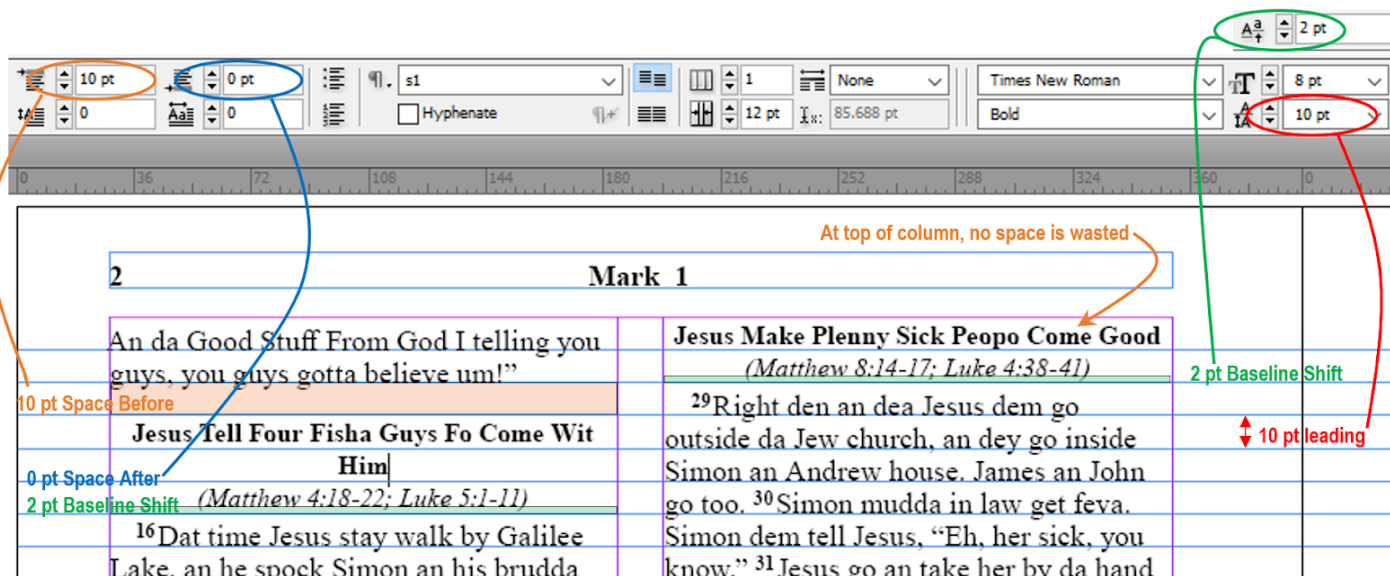 2 pt
10 pt 0 pt s1 1 None Times New Roman 8 pt
0 0 Hyphenate 12 pt 85.688 pt Bold 10 pt
0 36 72 108 144 180 216 252 288 324 360 0
At top of column, no space is wasted
2 Mark 1
An da Good Stuff From God I telling you
guys, you guys gotta believe um!”
10 pt Space Before
Jesus Tell Four Fisha Guys Fo Come Wit
Him
0 pt Space After
2 pt Baseline Shift
(Matthew 4:18-22; Luke 5:1-11)
16Dat time Jesus stay walk by Galilee
Lake, an he spock Simon an his brudda
Jesus Make Plenny Sick Peopo Come Good
(Matthew 8:14-17; Luke 4:38-41)
2 pt Baseline Shift
29Right den an dea Jesus dem go
outside da Jew church, an dey go inside
10 pt leading
Simon an Andrew house. James an John
go too. 30Simon mudda in law get feva.
Simon dem tell Jesus, “Eh, her sick, you
know.” 31Jesus go an take her by da hand